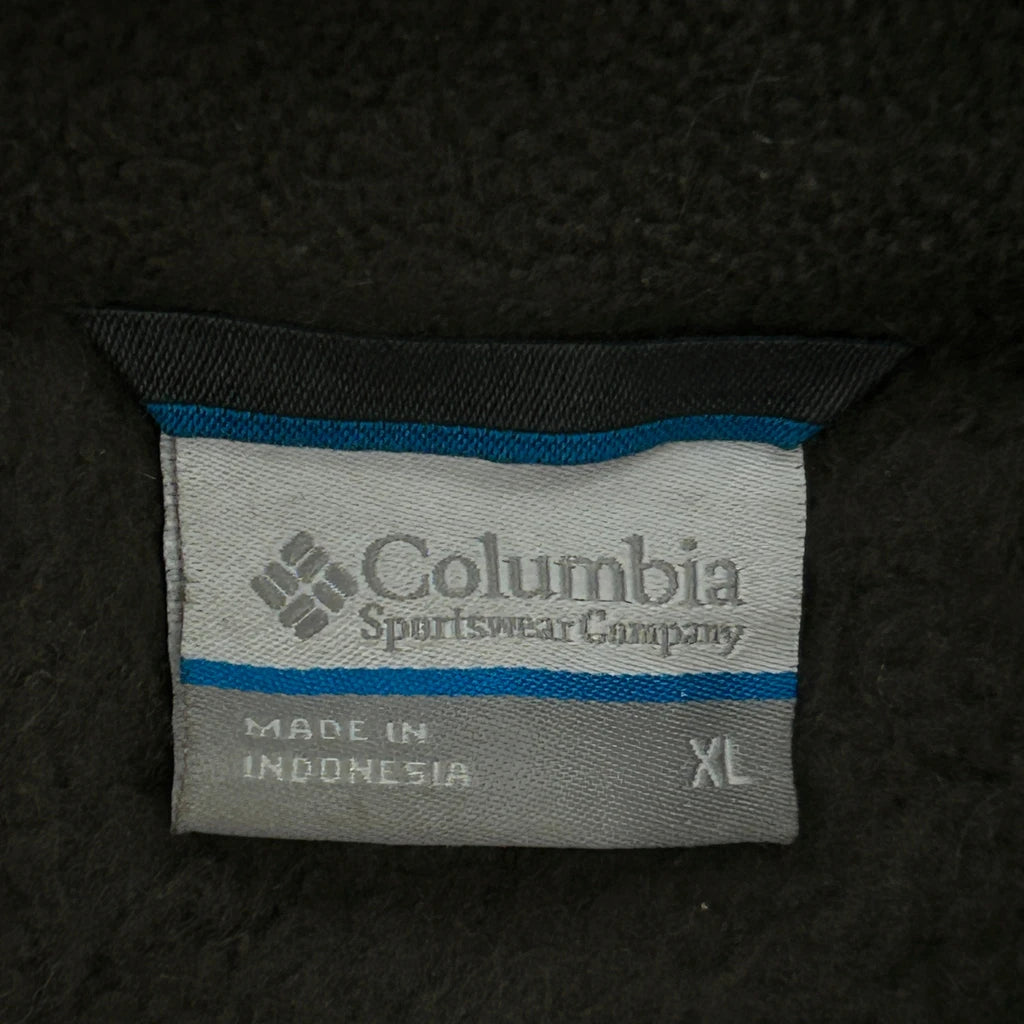 Columbia
Sportswear Company
MADE IN
INDONESIA
XL